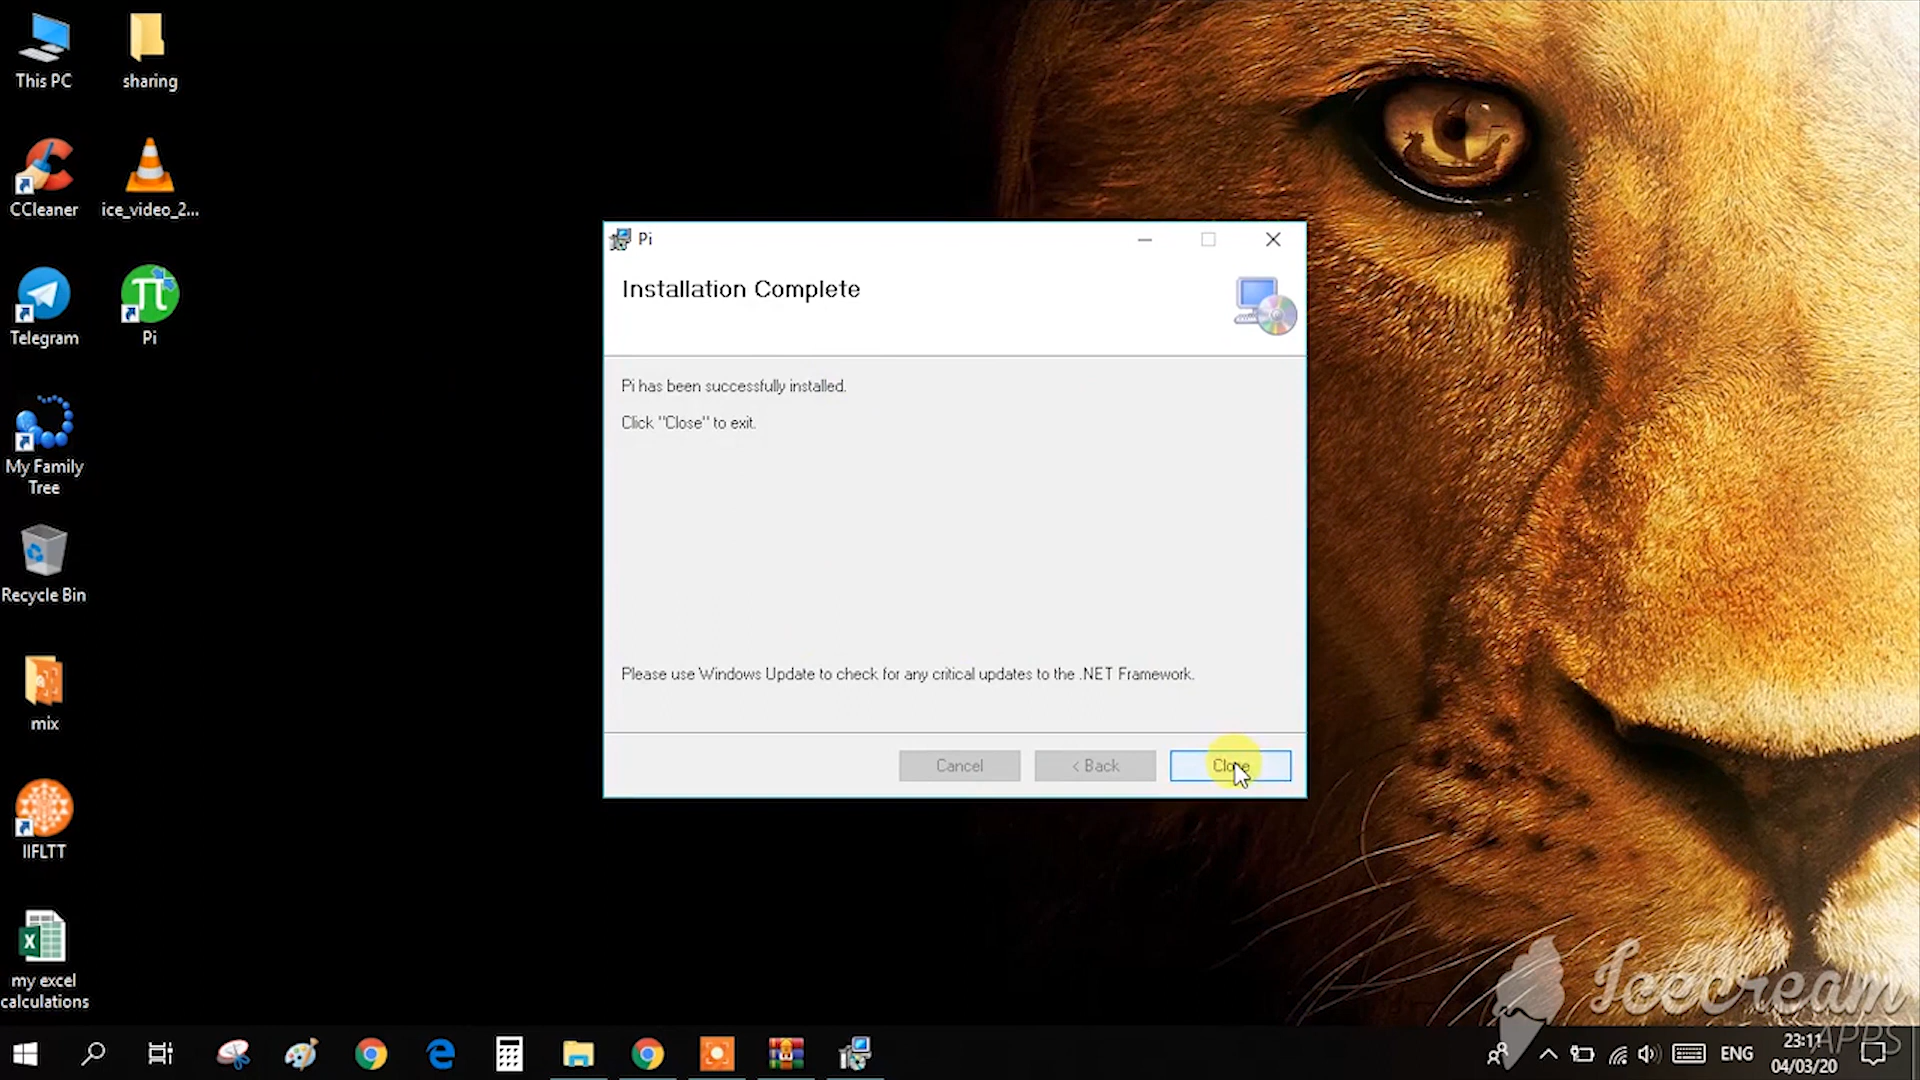 This PC
sharing
CCleaner
ice_video_2...
Telegram
Pi
My Family
Tree
Recycle Bin
mix
IIFLTT
my excel
calculations
Pi
Installation Complete
Pi has been successfully installed.
Click "Close" to exit.
Please use Windows Update to check for any critical updates to the .NET Framework.
Cancel
< Back
Close
Icecream
APPS
ENG
23:11
04/03/20